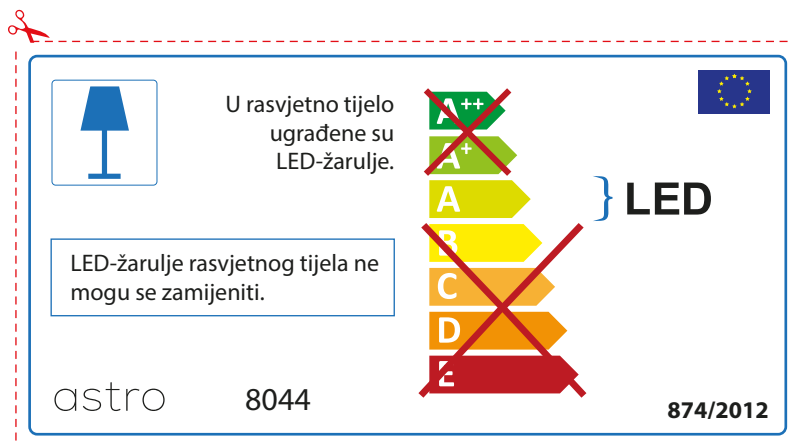 U rasvjetno tijelo
ugrađene su
LED-žarulje.
LED-žarulje rasvjetnog tijela ne
mogu se zamijeniti.
A++
A+
A
B
C
D
E
LED
astro 8044
874/2012